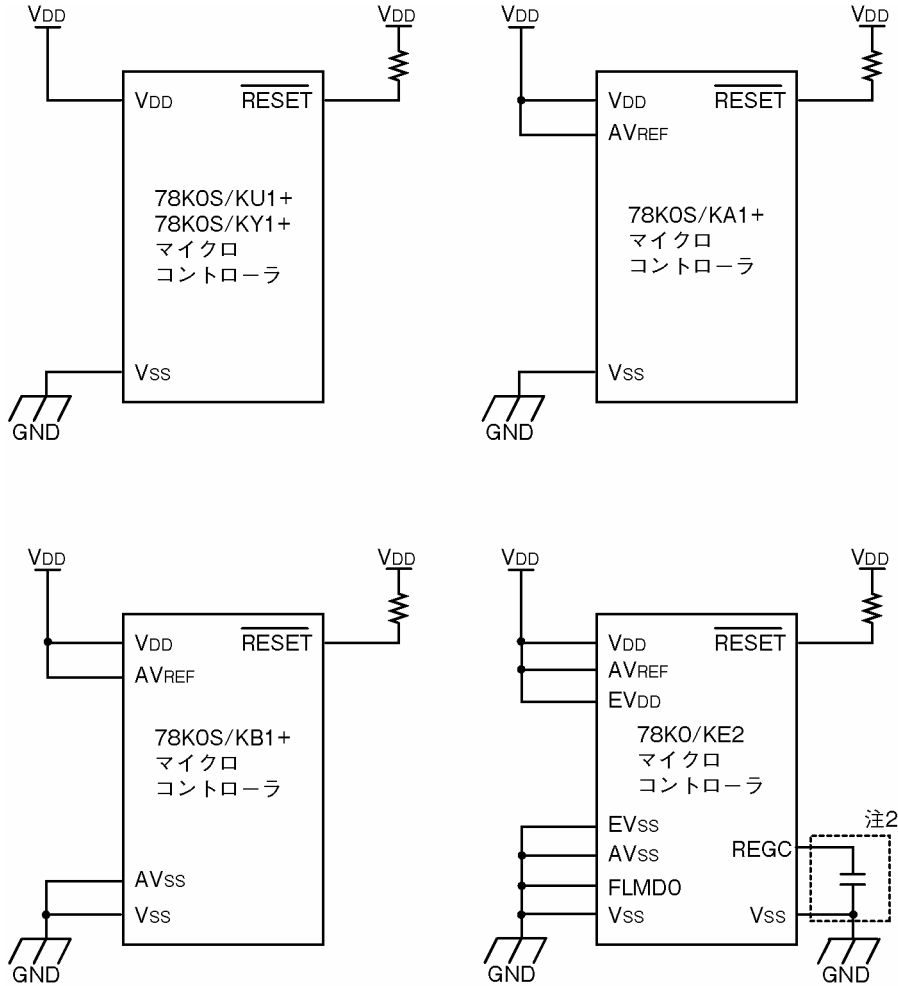 VDD
VDD
VDD
RESET
78K0S/KU1+
78K0S/KY1+
マイクロ
コントローラ
VSS
GND
VDD
VDD
VDD
RESET
AVREF
78K0S/KA1+
マイクロ
コントローラ
VSS
GND
VDD
VDD
VDD
RESET
AVREF
78K0S/KB1+
マイクロ
コントローラ
AVSS
VSS
GND
VDD
VDD
VDD
RESET
AVREF
EVDD
78K0/KE2
マイクロ
コントローラ
注2
EVSS
REGC
AVSS
FLMD0
VSS
VSS
GND
GND